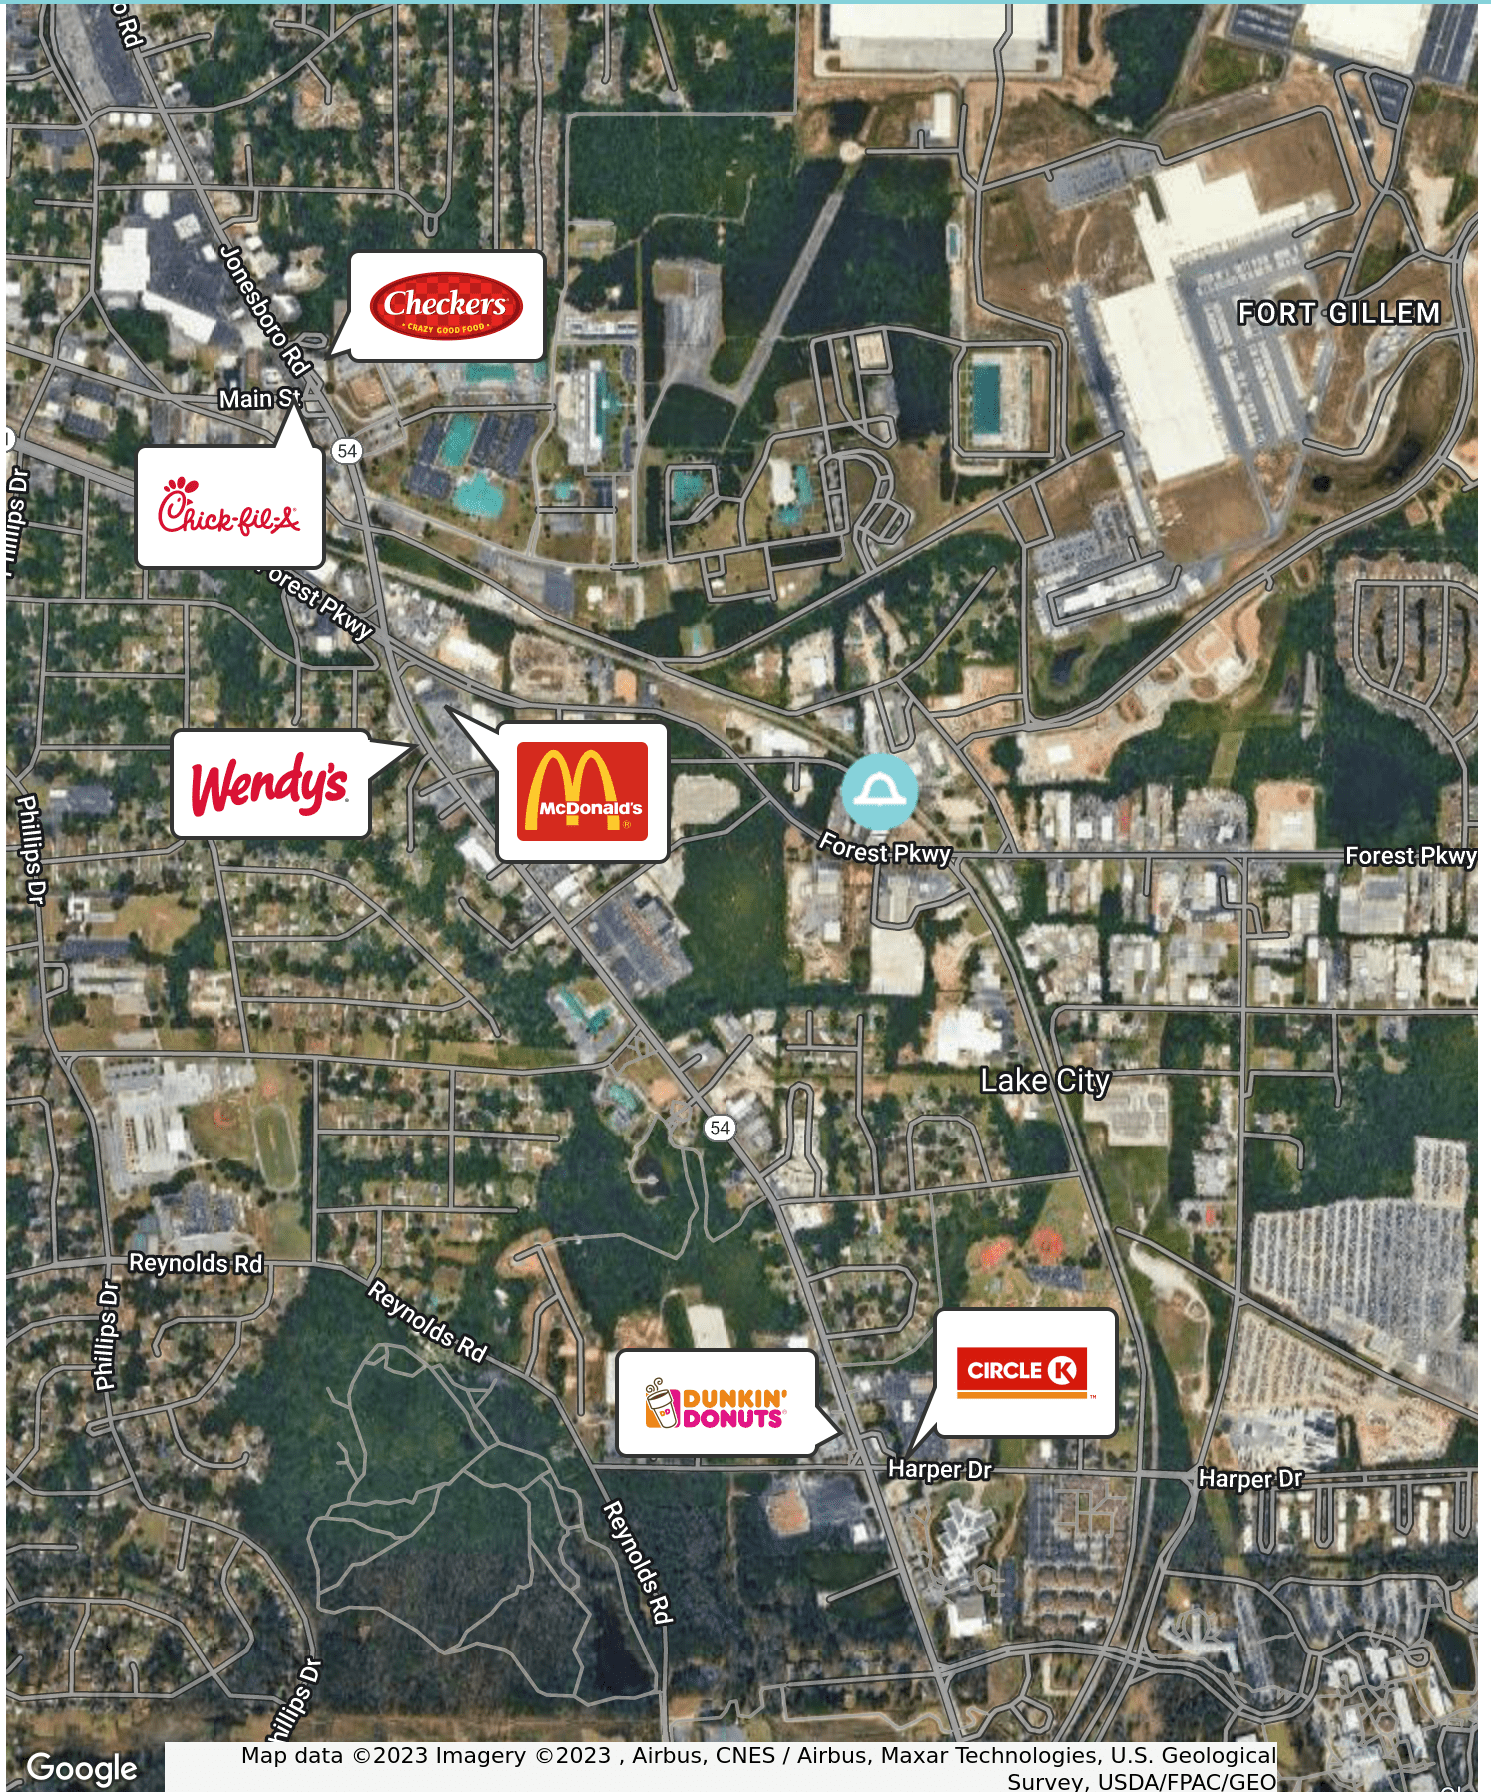 o Rd
Jonesboro Rd
Checkers
CRAZY GOOD FOOD
FORT GILLEM
Main St
54
Chick-fil-A
Phillips Dr
Forest Pkwy
Wendy's
McDonald's
Phillips Dr
Forest Pkwy
Forest Pkwy
Lake City
54
Reynolds Rd
Phillips Dr
Reynolds Rd
CIRCLE K
DUNKIN'
DONUTS
Harper Dr
Harper Dr
Reynolds Rd
hillips Dr
Google
Map data ©2023 Imagery ©2023 , Airbus, CNES / Airbus, Maxar Technologies, U.S. Geological
Survey, USDA/FPAC/GEO